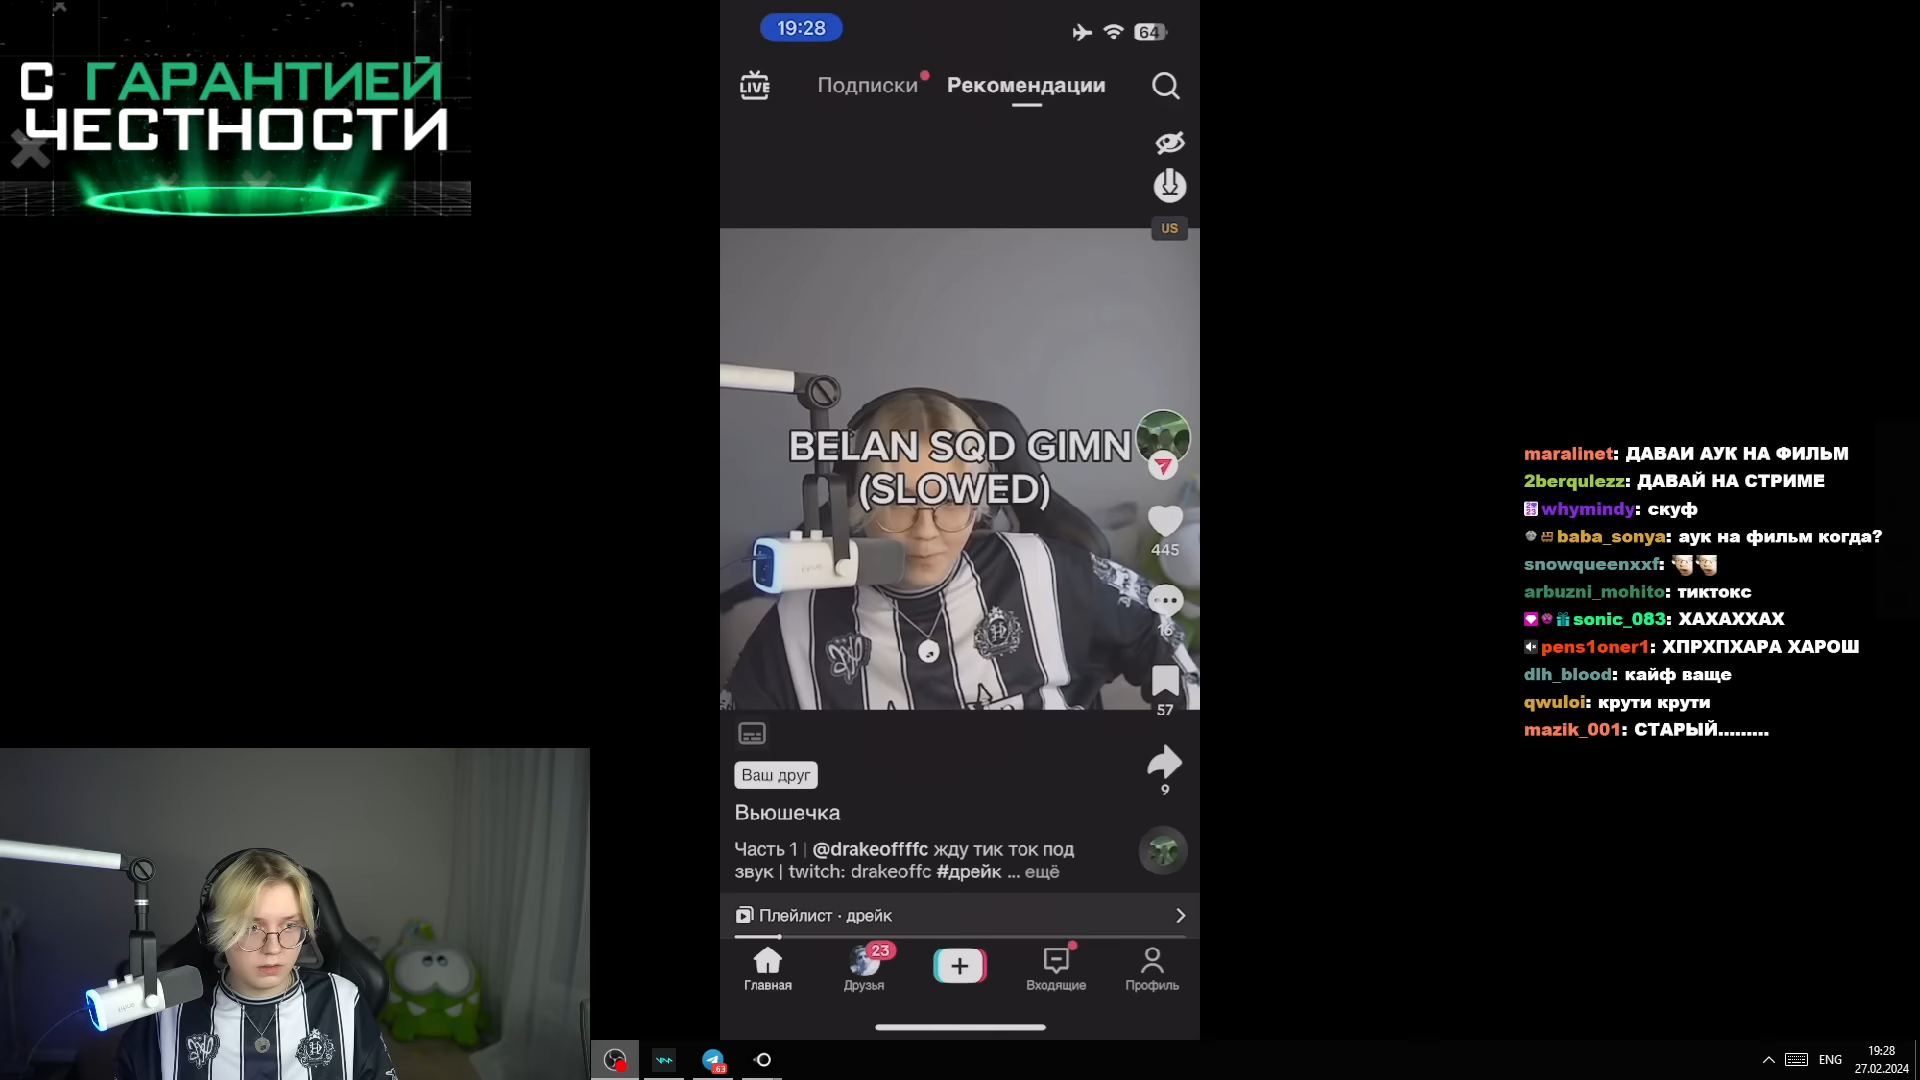 С ГАРАНТИЕЙ
ЧЕСТНОСТИ
19:28
64
LIVE
Подписки
Рекомендации
US
BELAN SQD GIMN
(SLOWED)
445
16
57
9
Ваш друг
Вьюшечка
Часть 1 | @drakeoffffc жду тик ток под
звук | twitch: drakeoffc #дрейк ... ещё
Плейлист · дрейк
23
Главная
Друзья
Входящие
Профиль
maralinet: ДАВАИ АУК НА ФИЛЬМ
2berqulezz: ДАВАЙ НА СТРИМЕ
whymindy: скуф
baba_sonya: аук на фильм когда?
snowqueenxxf:
arbuzni_mohito: тиктокс
sonic_083: ХАХАХХАХ
pens1oner1: ХПРХПХАРА ХАРОШ
dlh_blood: кайф ваще
qwuloi: крути крути
mazik_001: СТАРЫЙ.........
63
ENG
19:28
27.02.2024